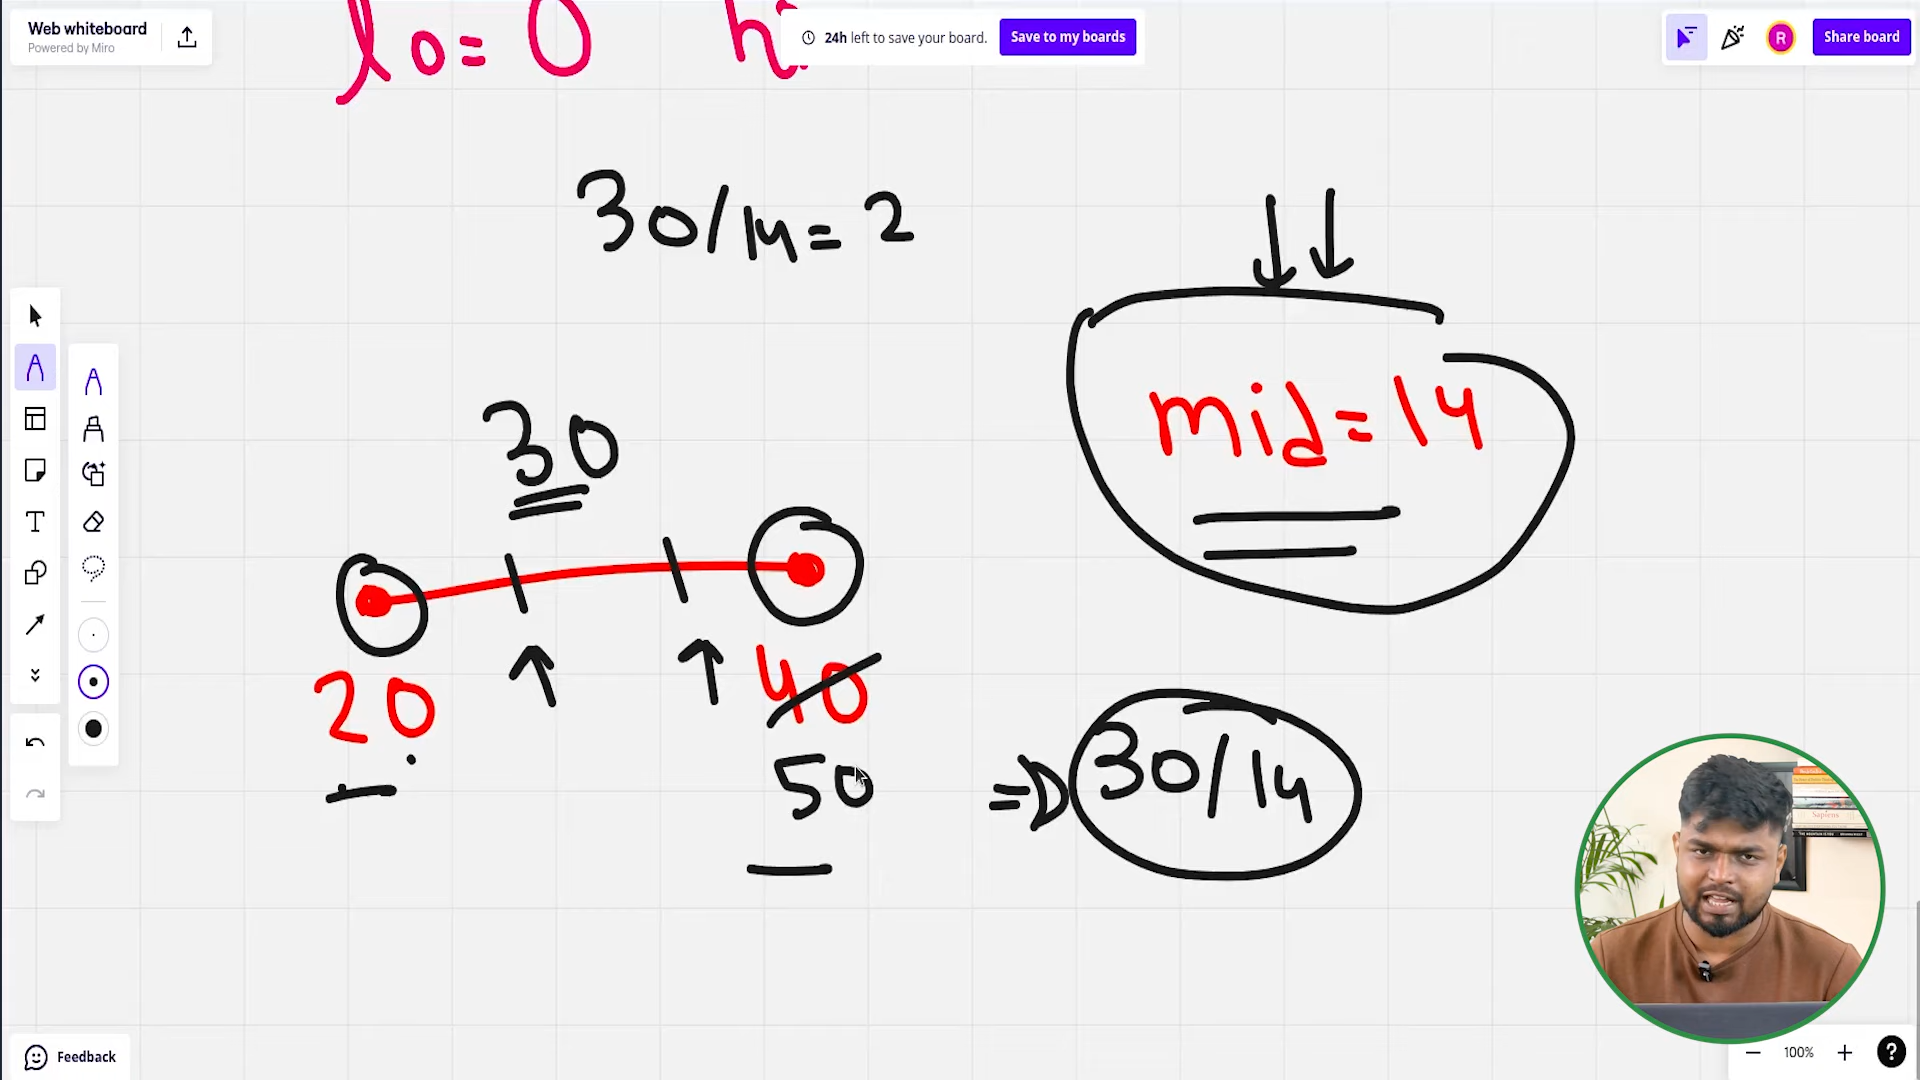 Web whiteboard
Powered by Miro
lo = 0
24h left to save your board.
Save to my boards
R
Share board
30/14 = 2
mid = 14
30
20
40
50
=> 30/14
Sapiens
Feedback
100%
?